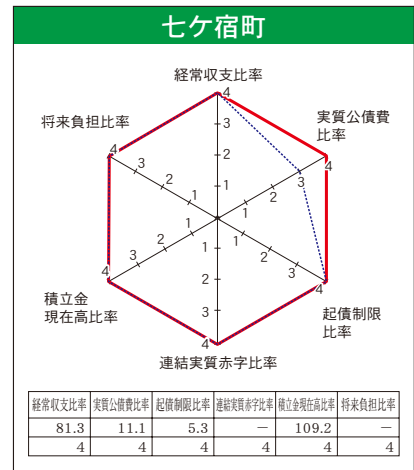 七ケ宿町
経常収支比率
実質公債費
比率
起債制限
比率
連結実質赤字比率
積立金
現在高比率
将来負担比率
4
3
2
1
4
3
2
1
4
3
2
1
4
3
2
1
4
3
2
1
4
3
2
1
経常収支比率 実質公債費比率 起債制限比率 連結実質赤字比率 積立金現在高比率 将来負担比率
81.3 11.1 5.3 － 109.2 －
4 4 4 4 4 4